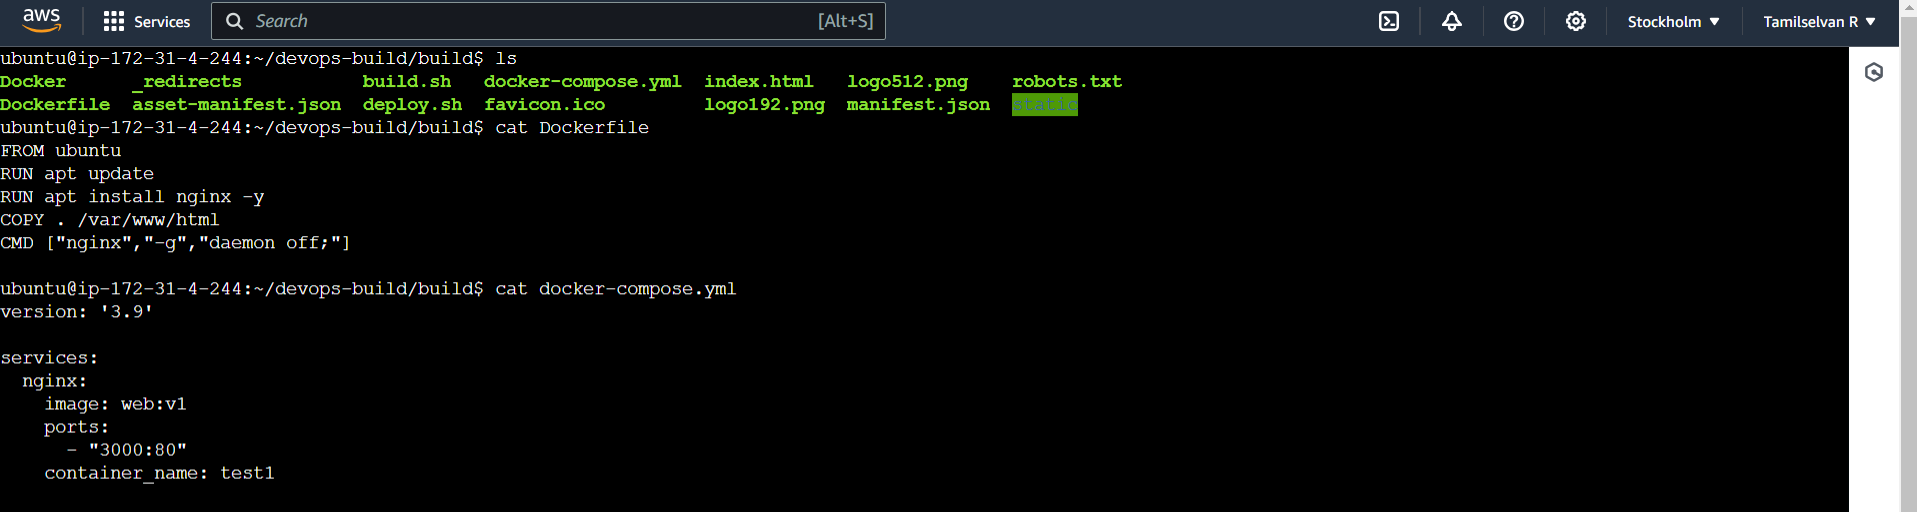 aws Services Search [Alt+S] Stockholm Tamilselvan R
ubuntu@ip-172-31-4-244:~/devops-build/build$ ls
Docker _redirects build.sh docker-compose.yml index.html logo512.png robots.txt
Dockerfile asset-manifest.json deploy.sh favicon.ico logo192.png manifest.json static
ubuntu@ip-172-31-4-244:~/devops-build/build$ cat Dockerfile
FROM ubuntu
RUN apt update
RUN apt install nginx -y
COPY . /var/www/html
CMD ["nginx","-g","daemon off;"]
ubuntu@ip-172-31-4-244:~/devops-build/build$ cat docker-compose.yml
version: '3.9'
services:
  nginx:
    image: web:v1
    ports:
      - "3000:80"
    container_name: test1